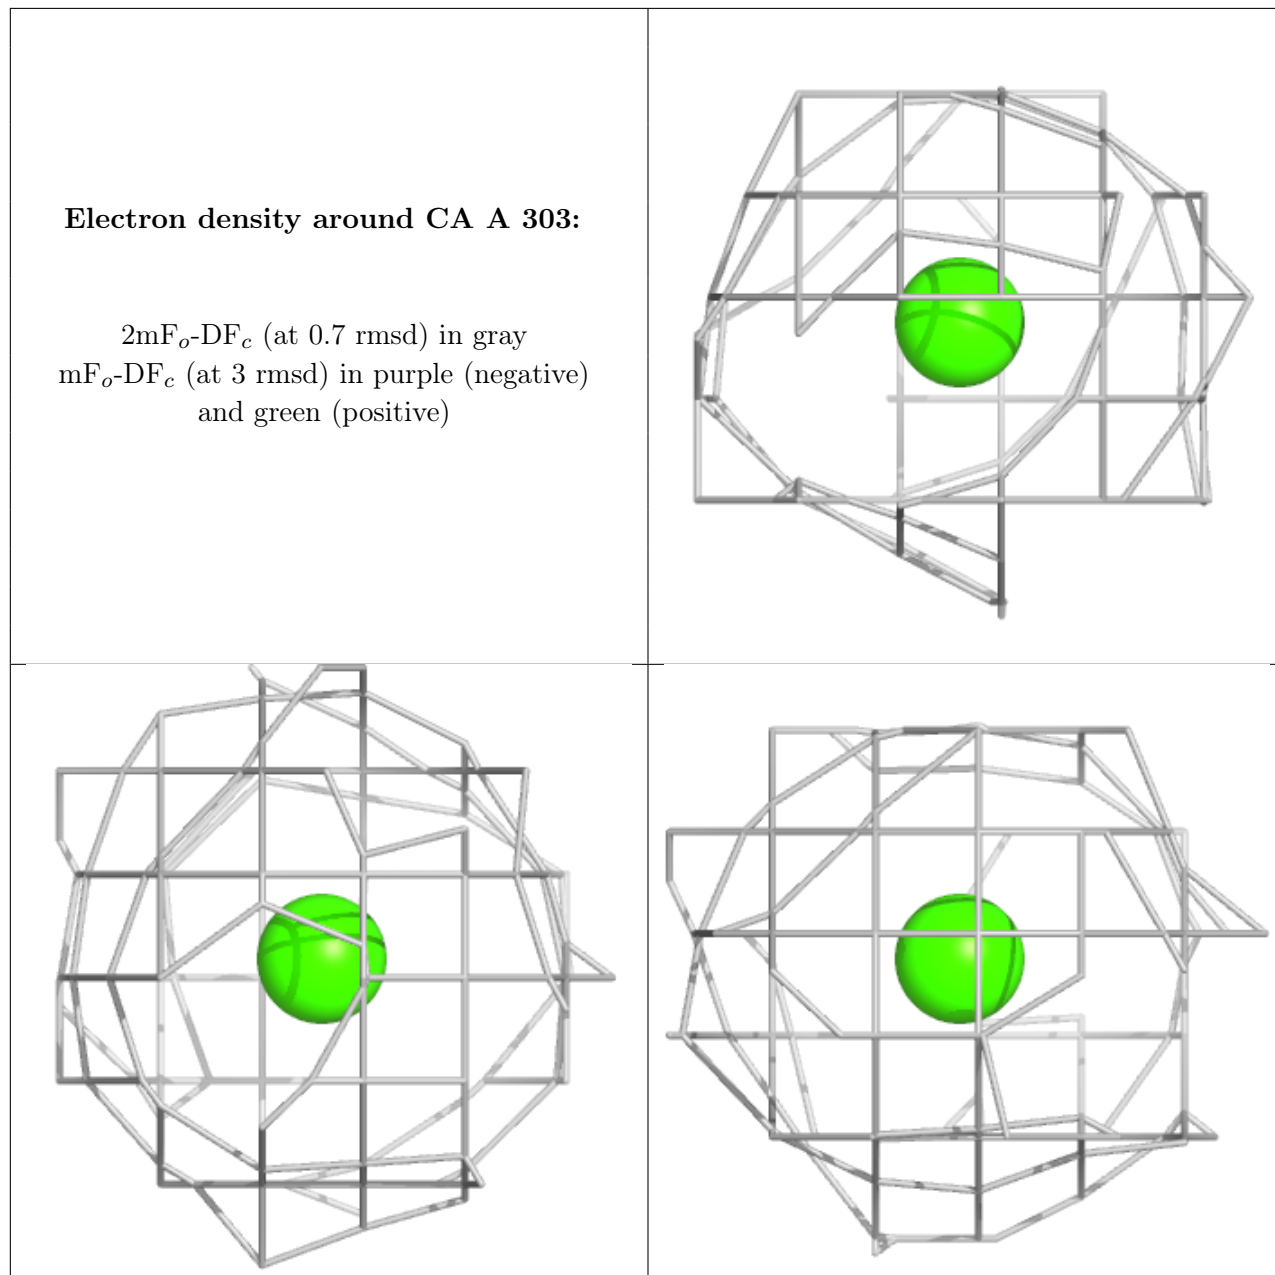 Electron density around CA A 303:
2mFo-DFc (at 0.7 rmsd) in gray
mFo-DFc (at 3 rmsd) in purple (negative)
and green (positive)